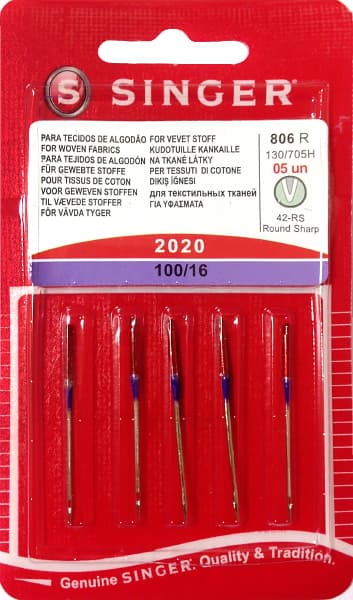 S SINGER
PARA TECIDOS DE ALGODÃO
FOR WOVEN FABRICS
PARA TEJIDOS DE ALGODÓN
FÜR GEWEBTE STOFFE
POUR TISSUS DE COTON
VOOR GEWEVEN STOFFEN
TIL VÆVEDE STOFFER
FÖR VÄVDA TYGER
FOR VEVET STOFF
KUDOTUILLE KANKAILLE
NA TKANÉ LÁTKY
PER TESSUTI DI COTONE
DIKIŞ İĞNESI
для текстильных тканей
ΓΙΑ ΥΦΑΣΜΑΤΑ
806 R
130/705H
05 un
42-RS
Round Sharp
2020
100/16
Genuine SINGER. Quality & Tradition.